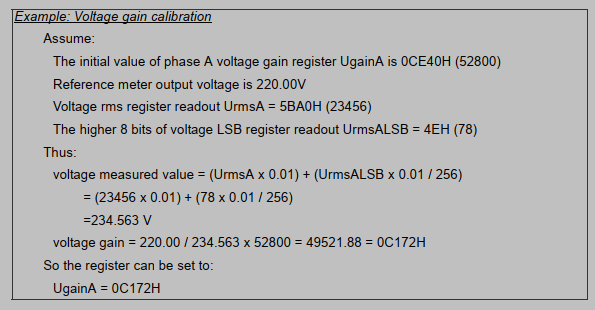 Example: Voltage gain calibration
Assume:
The initial value of phase A voltage gain register UgainA is 0CE40H (52800)
Reference meter output voltage is 220.00V
Voltage rms register readout UrmsA = 5BA0H (23456)
The higher 8 bits of voltage LSB register readout UrmsALSB = 4EH (78)
Thus:
voltage measured value = (UrmsA x 0.01) + (UrmsALSB x 0.01 / 256)
= (23456 x 0.01) + (78 x 0.01 / 256)
=234.563 V
voltage gain = 220.00 / 234.563 x 52800 = 49521.88 = 0C172H
So the register can be set to:
UgainA = 0C172H